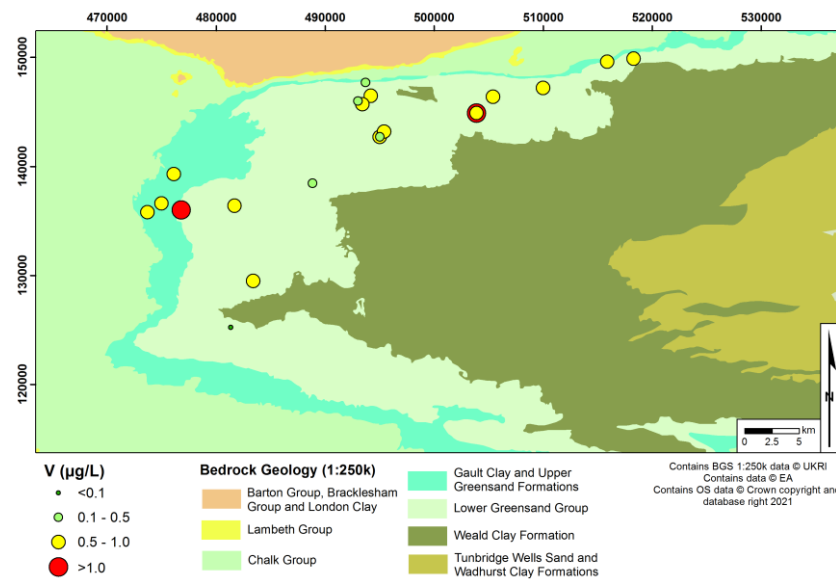 470000 480000 490000 500000 510000 520000 530000
150000
140000
130000
120000
N
0 2.5 5 km
V (µg/L)
<0.1
0.1 - 0.5
0.5 - 1.0
>1.0
Bedrock Geology (1:250k)
Barton Group, Bracklesham
Group and London Clay
Lambeth Group
Chalk Group
Gault Clay and Upper
Greensand Formations
Lower Greensand Group
Weald Clay Formation
Tunbridge Wells Sand and
Wadhurst Clay Formations
Contains BGS 1:250k data © UKRI
Contains data © EA
Contains OS data © Crown copyright and
database right 2021